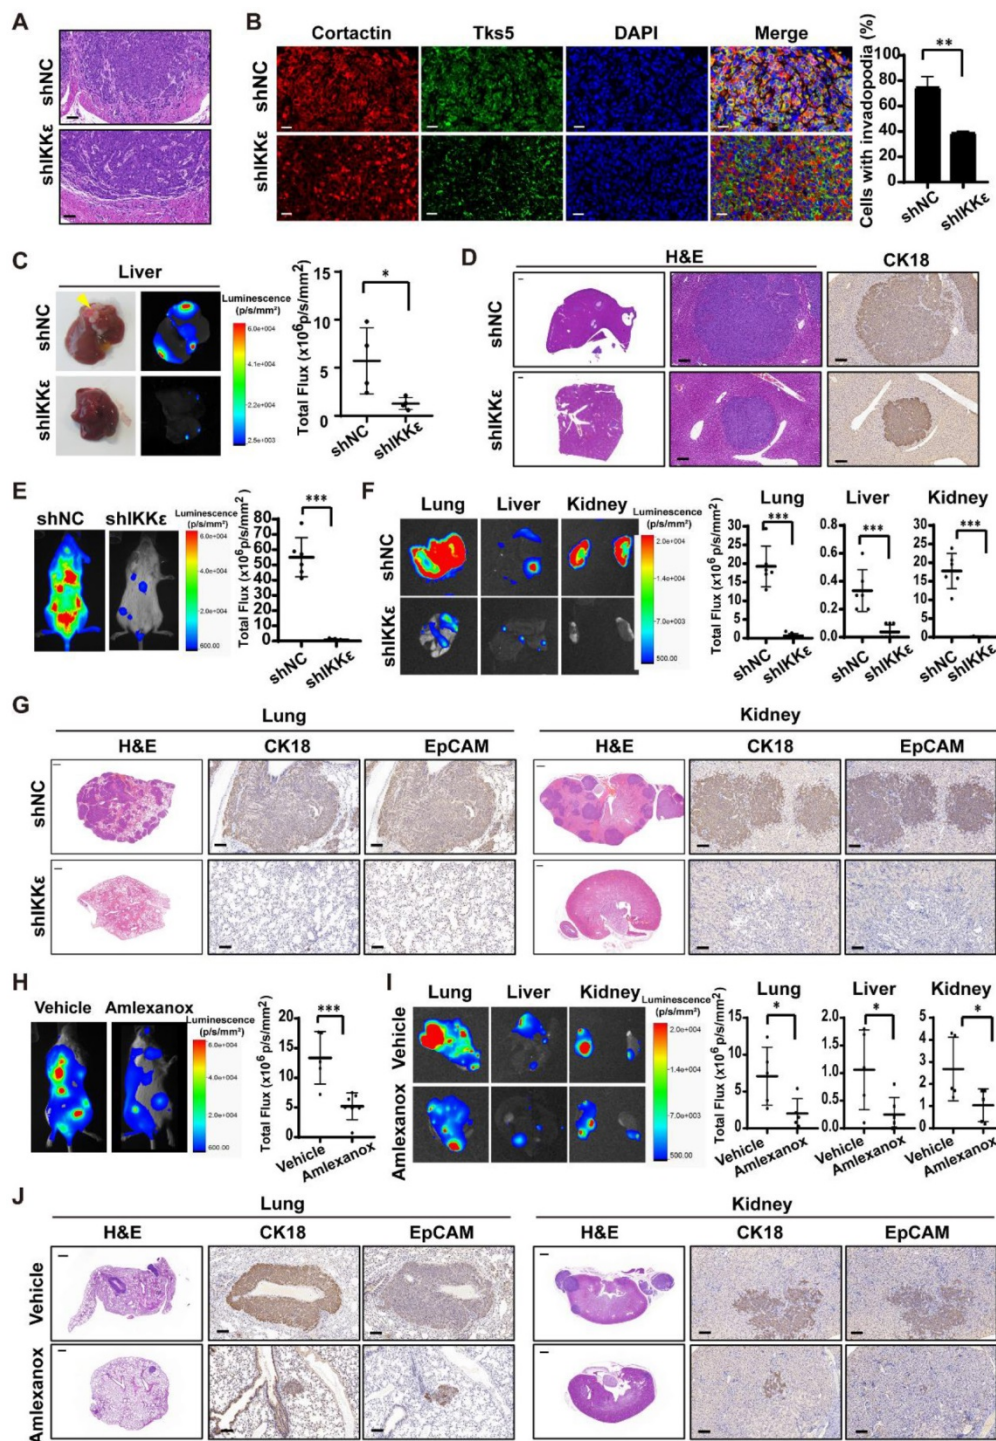 A
shNC
shIKKε
B
Cortactin Tks5 DAPI Merge
shNC
shIKKε
Cells with invadopodia (%)
100
80
60
40
20
0
**
shNC
shIKKε
C
Liver
shNC
shIKKε
Luminescence
(p/s/mm²)
6.0e+004
4.1e+004
2.2e+004
2.5e+003
Total Flux (x10⁶p/s/mm²)
15
10
5
0
*
shNC
shIKKε
D
H&E CK18
shNC
shIKKε
E
shNC shIKKε
Luminescence
(p/s/mm²)
6.0e+004
4.0e+004
2.0e+004
600.00
Total Flux (x10⁶p/s/mm²)
80
70
60
50
40
30
20
10
0
***
shNC
shIKKε
F
Lung Liver Kidney
shNC
shIKKε
Luminescence
(p/s/mm²)
2.0e+004
1.4e+004
7.0e+003
500.00
Total Flux (x10⁶p/s/mm²)
Lung
30
25
20
15
10
5
0
***
shNC
shIKKε
Liver
0.8
0.6
0.4
0.2
0.0
***
shNC
shIKKε
Kidney
30
25
20
15
10
5
0
***
shNC
shIKKε
G
Lung Kidney
H&E CK18 EpCAM H&E CK18 EpCAM
shNC
shIKKε
H
Vehicle Amlexanox
Luminescence
(p/s/mm²)
6.0e+004
4.0e+004
2.0e+004
600.00
Total Flux (x10⁶ p/s/mm²)
20
15
10
5
0
***
Vehicle
Amlexanox
I
Lung Liver Kidney
Vehicle
Amlexanox
Luminescence
(p/s/mm²)
2.0e+004
1.4e+004
7.0e+003
500.00
Total Flux (x10⁶ p/s/mm²)
Lung
15
10
5
0
*
Vehicle
Amlexanox
Liver
2.0
1.5
1.0
0.5
0.0
*
Vehicle
Amlexanox
Kidney
5
4
3
2
1
0
*
Vehicle
Amlexanox
J
Lung Kidney
H&E CK18 EpCAM H&E CK18 EpCAM
Vehicle
Amlexanox